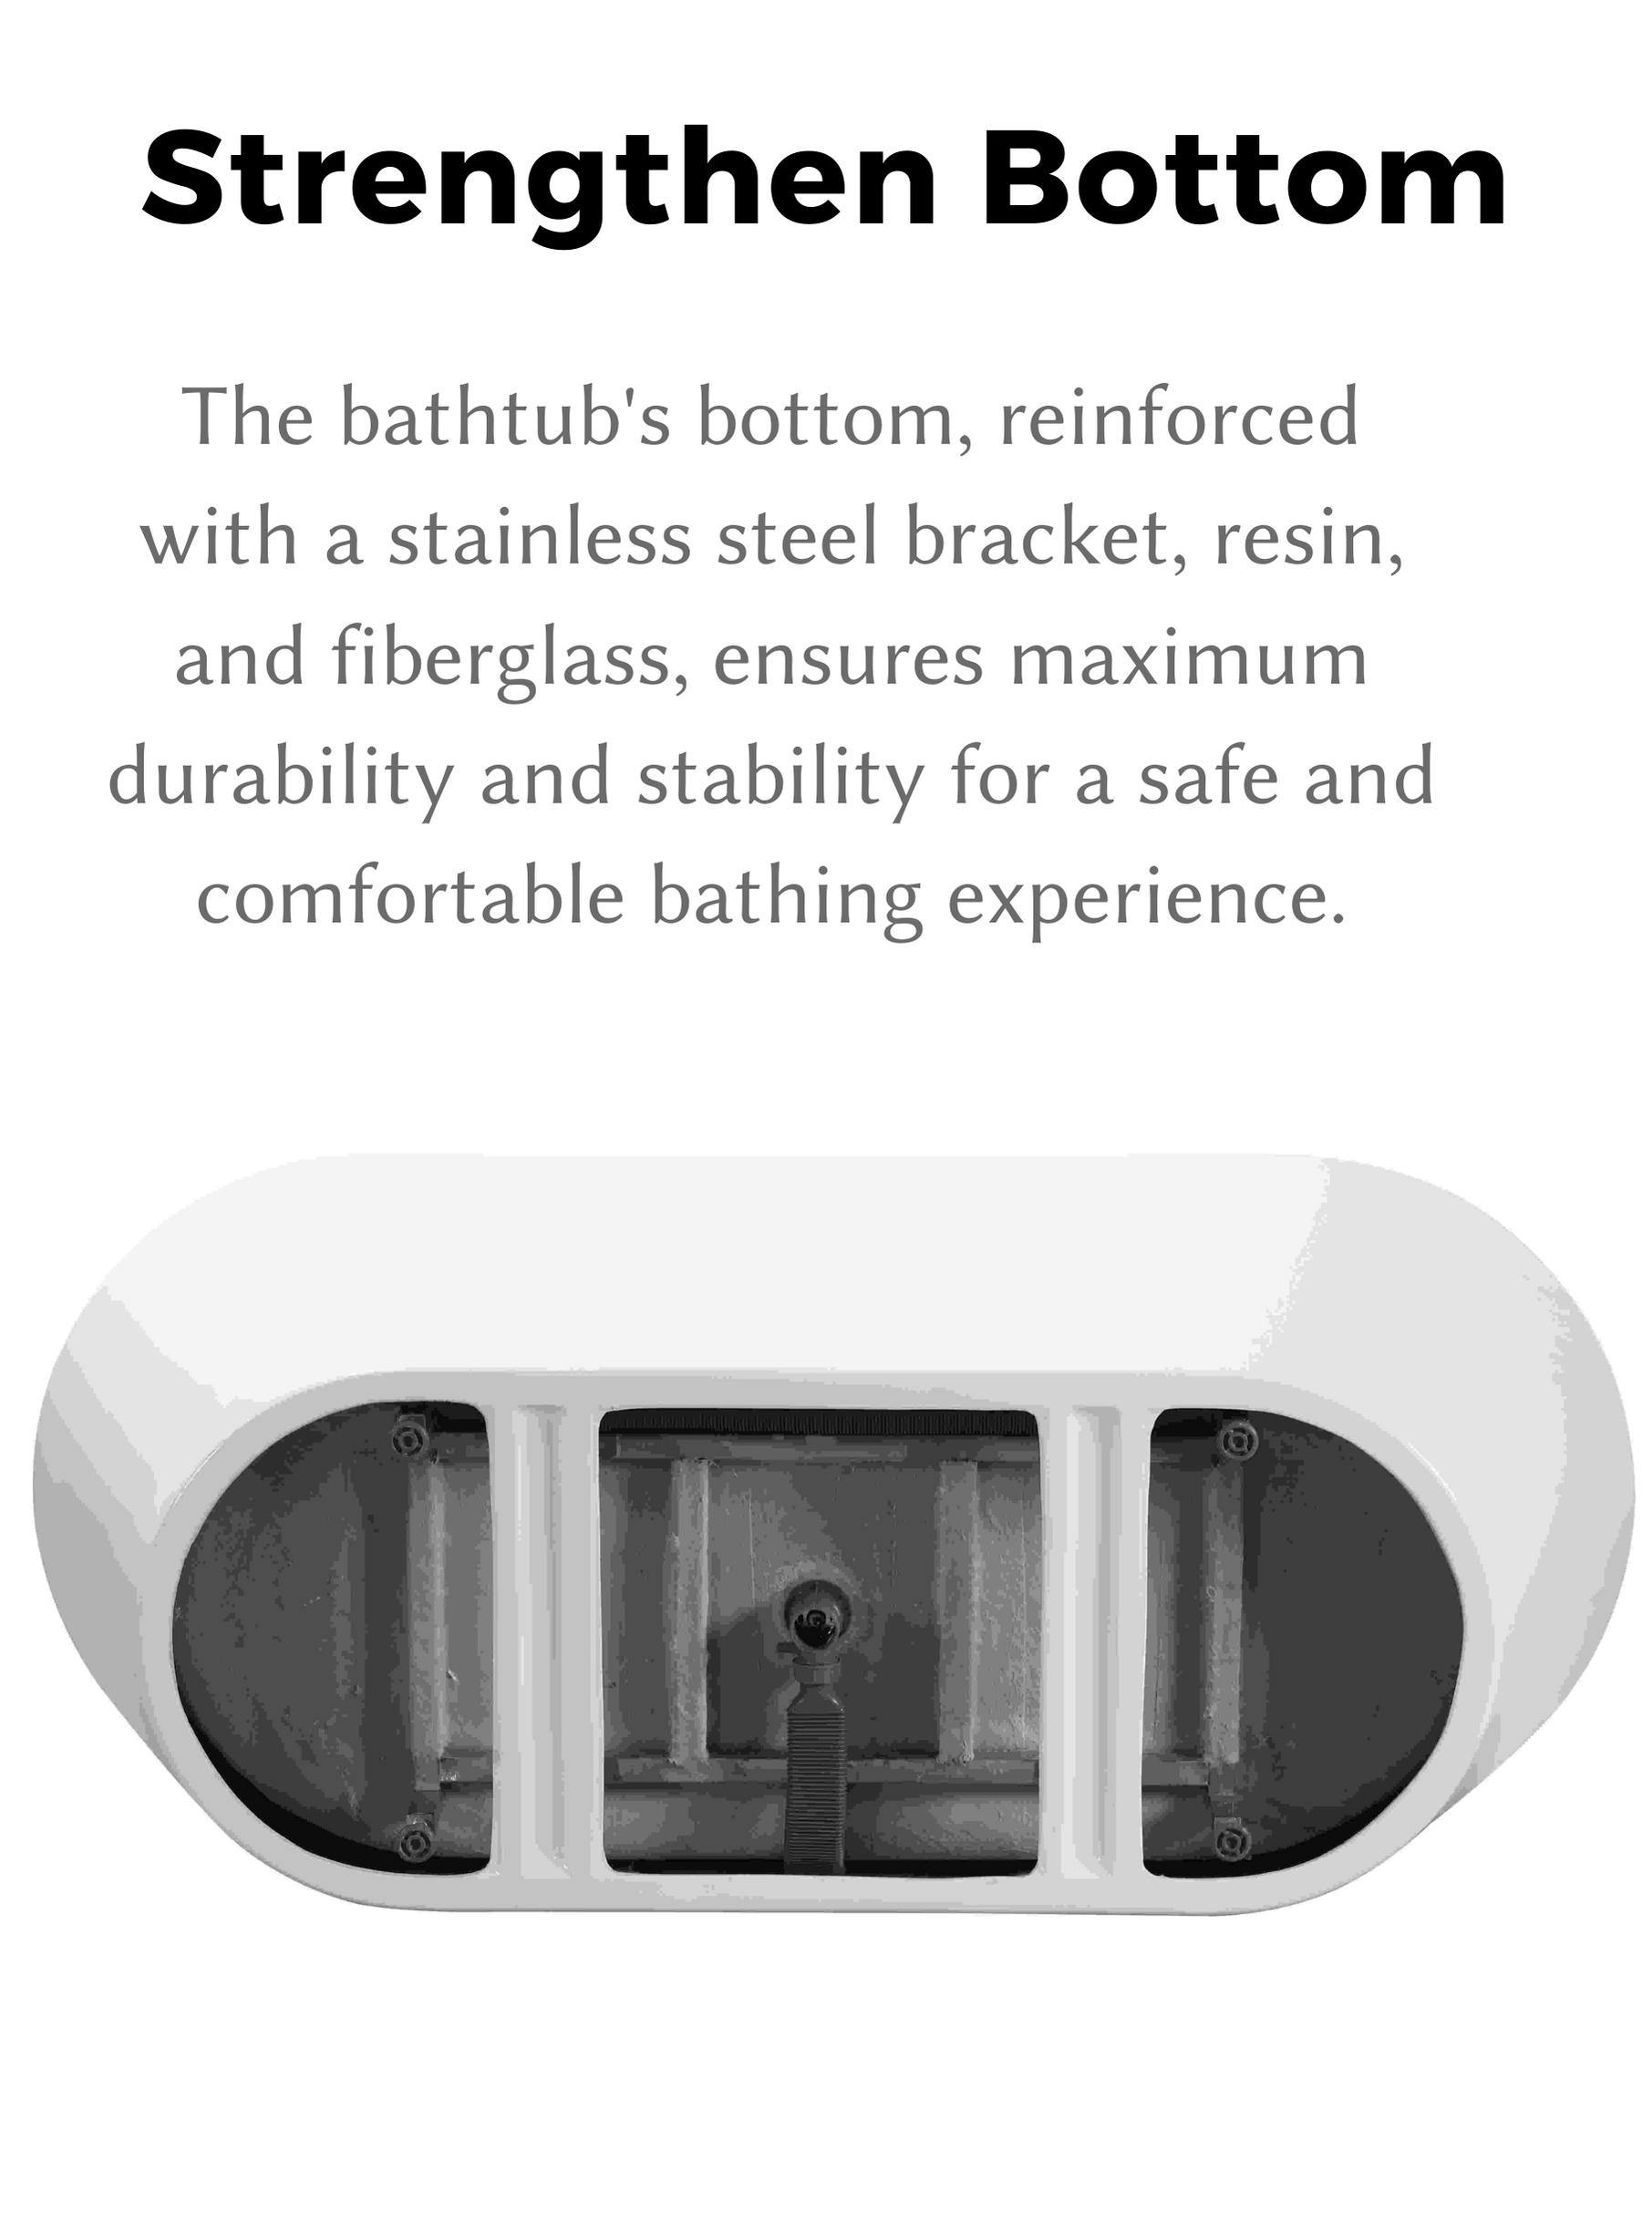 Strengthen Bottom
The bathtub's bottom, reinforced
with a stainless steel bracket, resin,
and fiberglass, ensures maximum
durability and stability for a safe and
comfortable bathing experience.